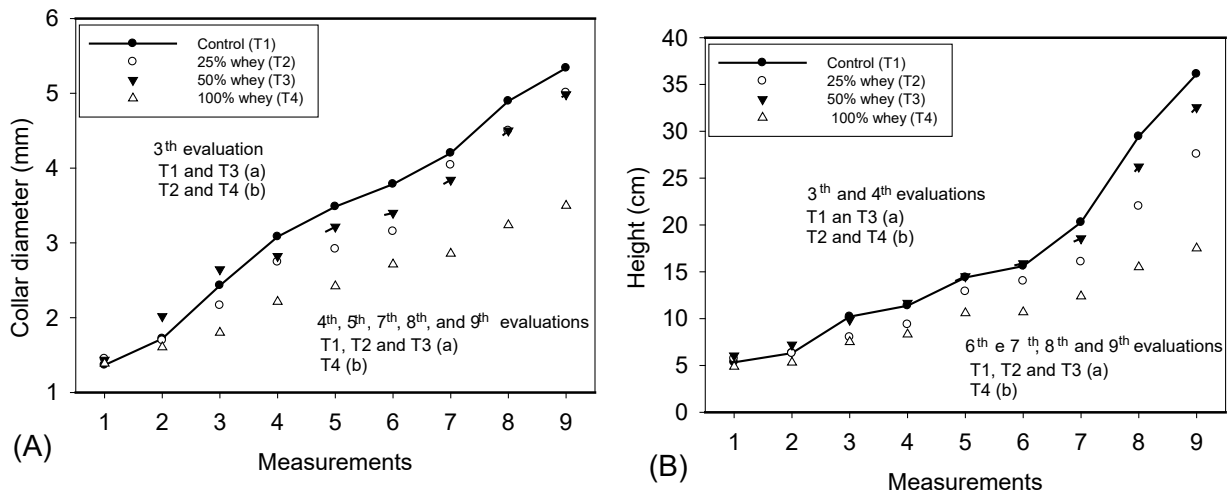 6
5
4
3
2
1
Collar diameter (mm)
Control (T1)
25% whey (T2)
50% whey (T3)
100% whey (T4)
3th evaluation
T1 and T3 (a)
T2 and T4 (b)
4th, 5th, 7th, 8th, and 9th evaluations
T1, T2 and T3 (a)
T4 (b)
1 2 3 4 5 6 7 8 9
Measurements
(A)
40
35
30
25
20
15
10
5
0
Height (cm)
Control (T1)
25% whey (T2)
50% whey (T3)
100% whey (T4)
3th and 4th evaluations
T1 an T3 (a)
T2 and T4 (b)
6th e 7 th, 8th and 9th evaluations
T1, T2 and T3 (a)
T4 (b)
1 2 3 4 5 6 7 8 9
Measurements
(B)